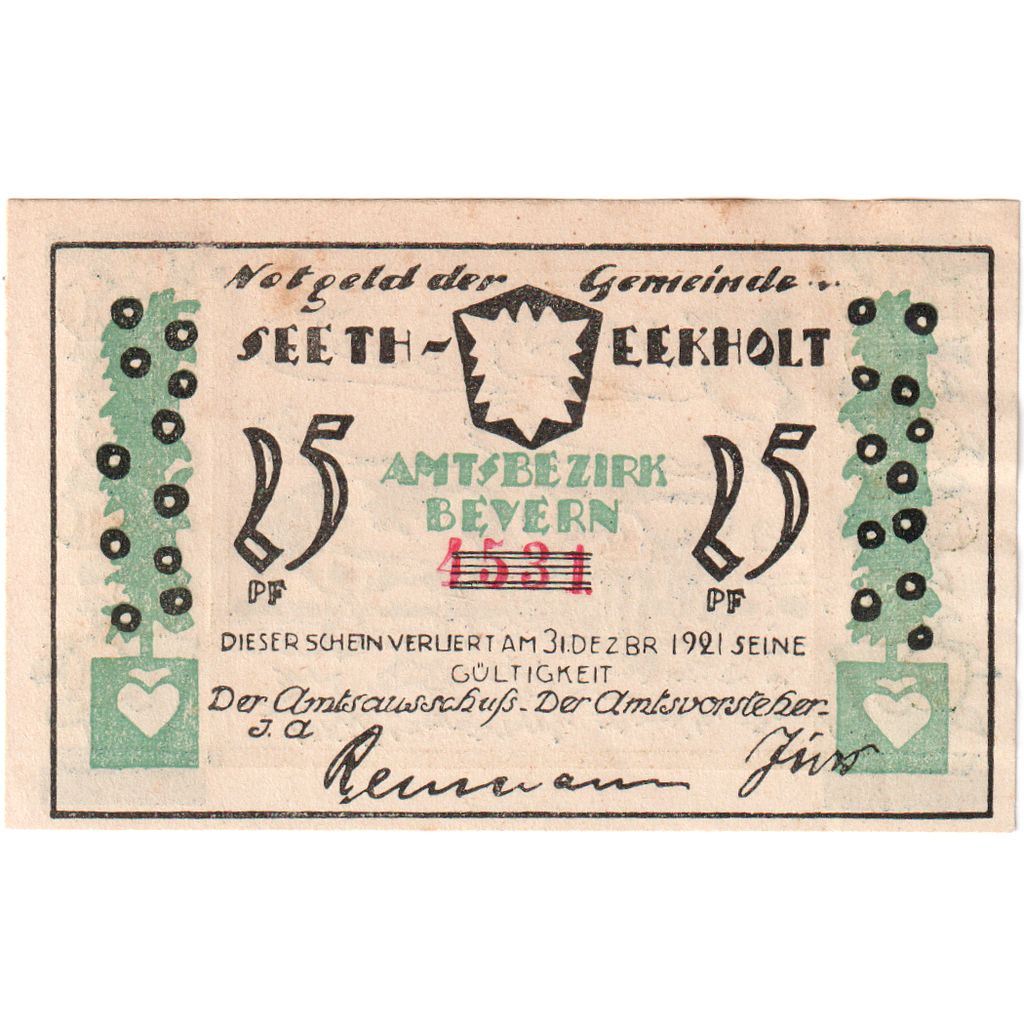 Notgeld der Gemeinde
SEETH-EEKHOLT
25 25
AMTSBEZIRK
BEVERN
4531
PF PF
DIESER SCHEIN VERLIERT AM 31. DEZBR 1921 SEINE
GÜLTIGKEIT
Der Amtsausschuß - Der Amtsvorsteher -
I. A